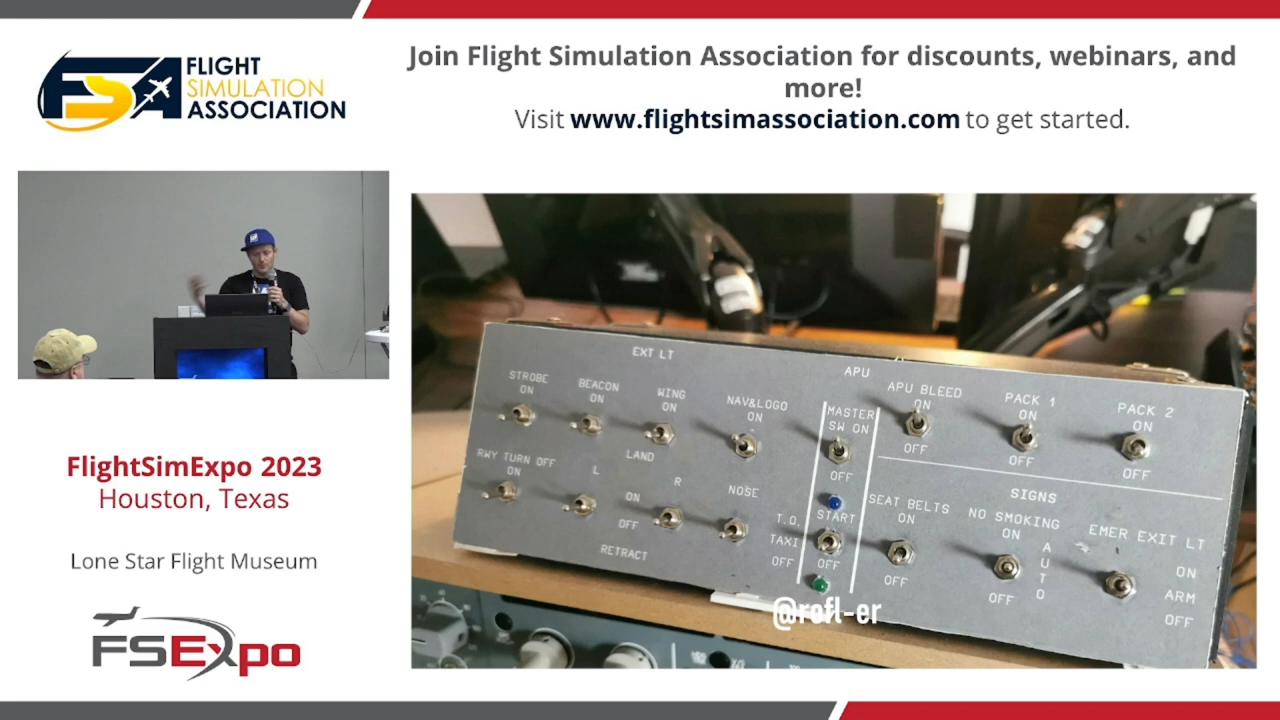 FLIGHT
SIMULATION
ASSOCIATION
Join Flight Simulation Association for discounts, webinars, and
more!
Visit www.flightsimassociation.com to get started.
FlightSimExpo 2023
Houston, Texas
Lone Star Flight Museum
FSExpo
EXT LT
STROBE
ON
BEACON
ON
WING
ON
NAV&LOGO
ON
RWY TURN OFF
ON
LAND
L
R
ON
OFF
RETRACT
NOSE
T.O.
TAXI
OFF
APU
MASTER
SW ON
OFF
START
OFF
APU BLEED
ON
OFF
PACK 1
ON
OFF
PACK 2
ON
OFF
SIGNS
SEAT BELTS
ON
OFF
NO SMOKING
ON
AUTO
OFF
EMER EXIT LT
ON
ARM
OFF
@rofl-er